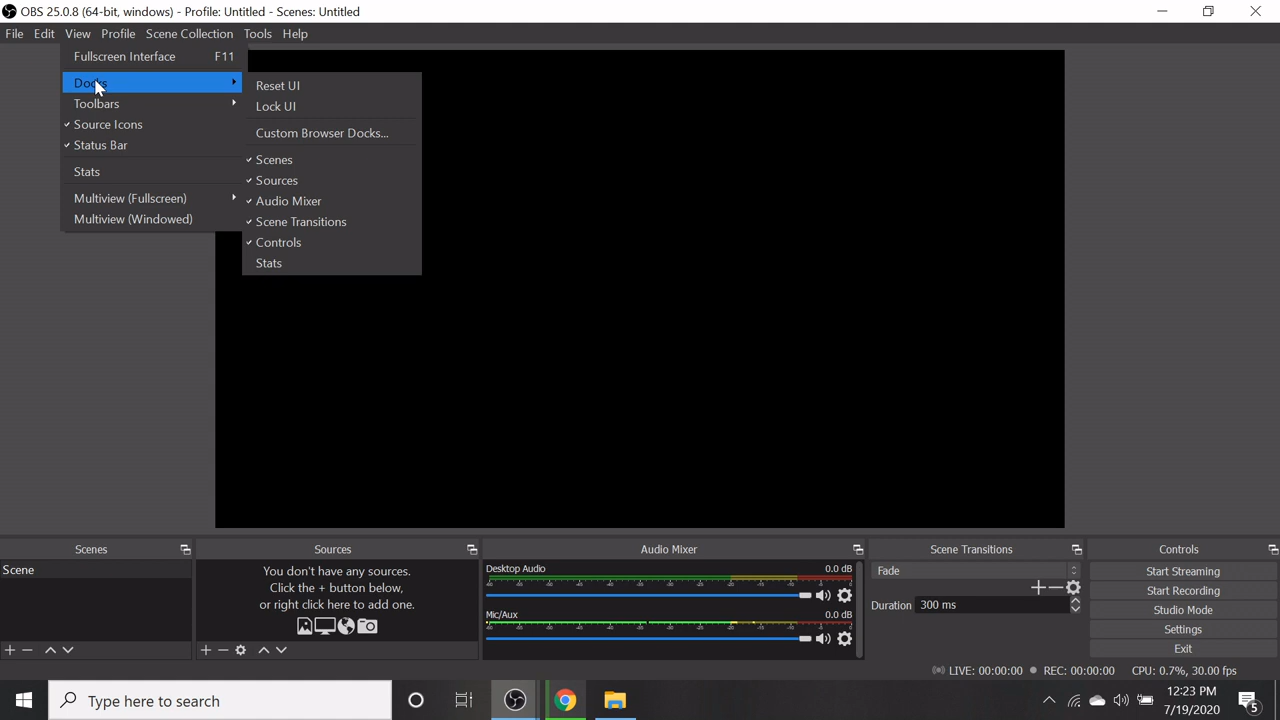 OBS 25.0.8 (64-bit, windows) - Profile: Untitled - Scenes: Untitled
File Edit View Profile Scene Collection Tools Help
Fullscreen Interface F11
Docks
Toolbars
Source Icons
Status Bar
Stats
Multiview (Fullscreen)
Multiview (Windowed)
Reset UI
Lock UI
Custom Browser Docks...
Scenes
Sources
Audio Mixer
Scene Transitions
Controls
Stats
Scenes
Scene
Sources
You don't have any sources.
Click the + button below,
or right click here to add one.
Audio Mixer
Desktop Audio 0.0 dB
Mic/Aux 0.0 dB
Scene Transitions
Fade
Duration 300 ms
Controls
Start Streaming
Start Recording
Studio Mode
Settings
Exit
LIVE: 00:00:00 REC: 00:00:00 CPU: 0.7%, 30.00 fps
Type here to search
12:23 PM
7/19/2020
5